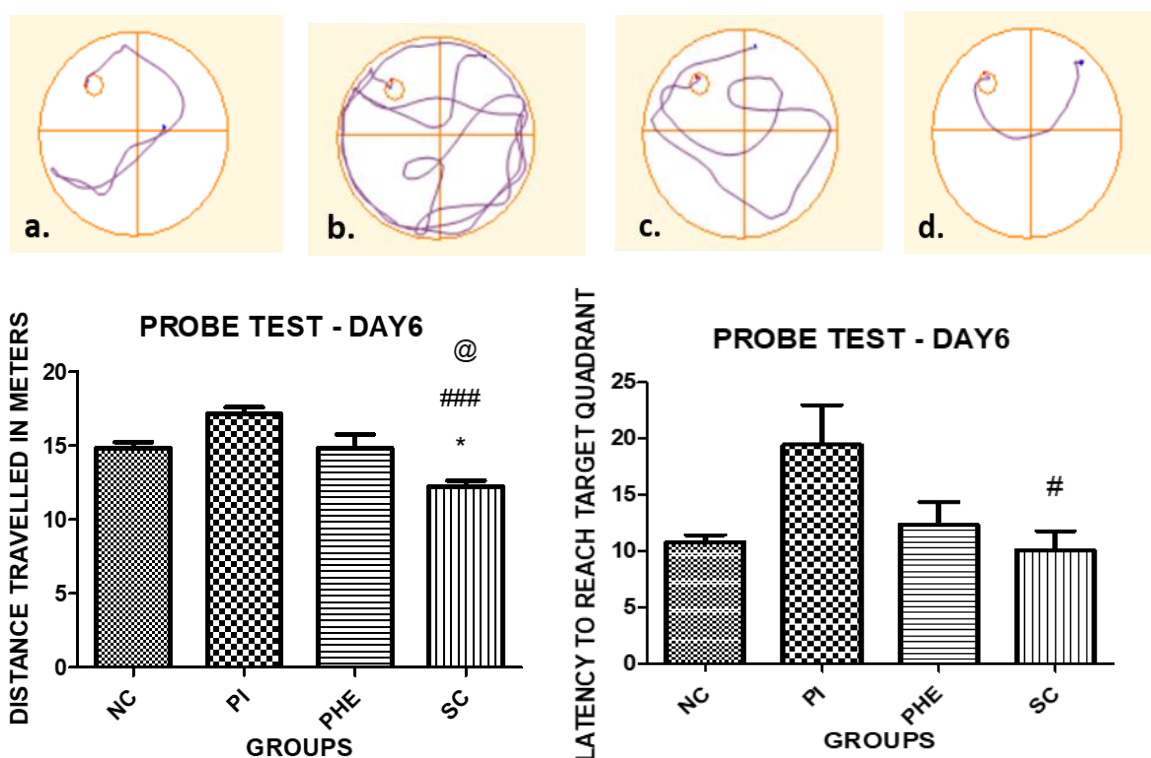 a.
b.
c.
d.
PROBE TEST - DAY6
DISTANCE TRAVELLED IN METERS
20
15
10
5
0
@
###
*
NC
PI
PHE
SC
GROUPS
PROBE TEST - DAY6
LATENCY TO REACH TARGET QUADRANT
25
20
15
10
5
0
#
NC
PI
PHE
SC
GROUPS